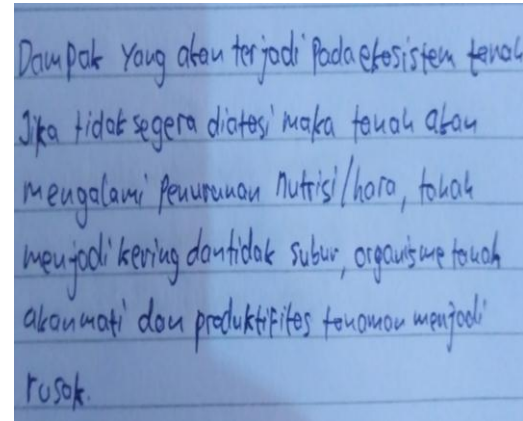 Dampak Yang akan terjadi Pada ekosistem tanah
Jika tidak segera diatasi maka tanah akan
mengalami Penurunan Nutrisi/hara, tanah
menjadi kering dan tidak subur, organisme tanah
akan mati dan produktifitas tanaman menjadi
rusak.